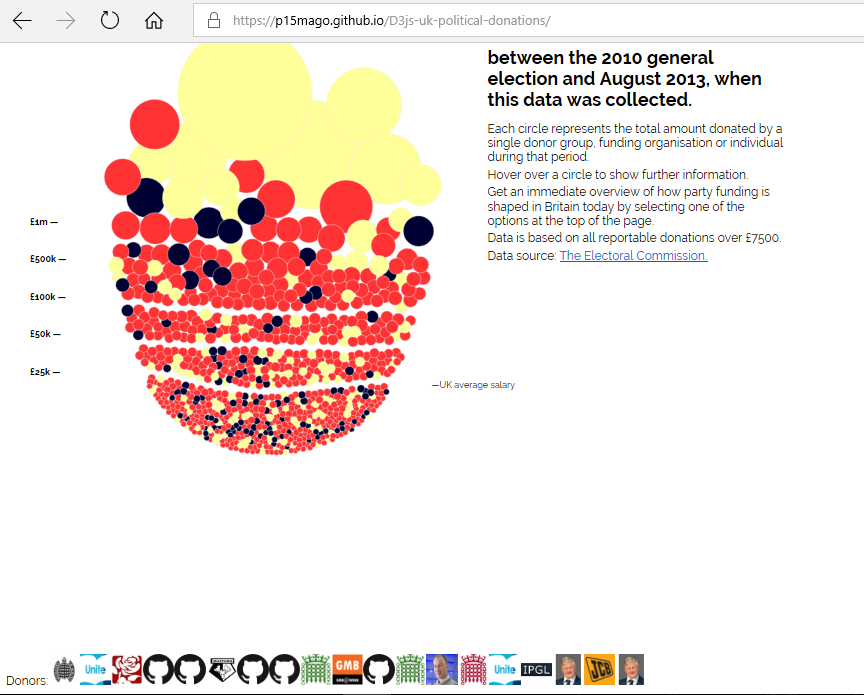 https://p15mago.github.io/D3js-uk-political-donations/
between the 2010 general
election and August 2013, when
this data was collected.
Each circle represents the total amount donated by a
single donor group, funding organisation or individual
during that period.
Hover over a circle to show further information.
Get an immediate overview of how party funding is
shaped in Britain today by selecting one of the
options at the top of the page.
Data is based on all reportable donations over £7500.
Data source: The Electoral Commission.
£1m —
£500k —
£100k —
£50k —
£25k —
—UK average salary
Donors: Unite GMB Unite IPGL JCB